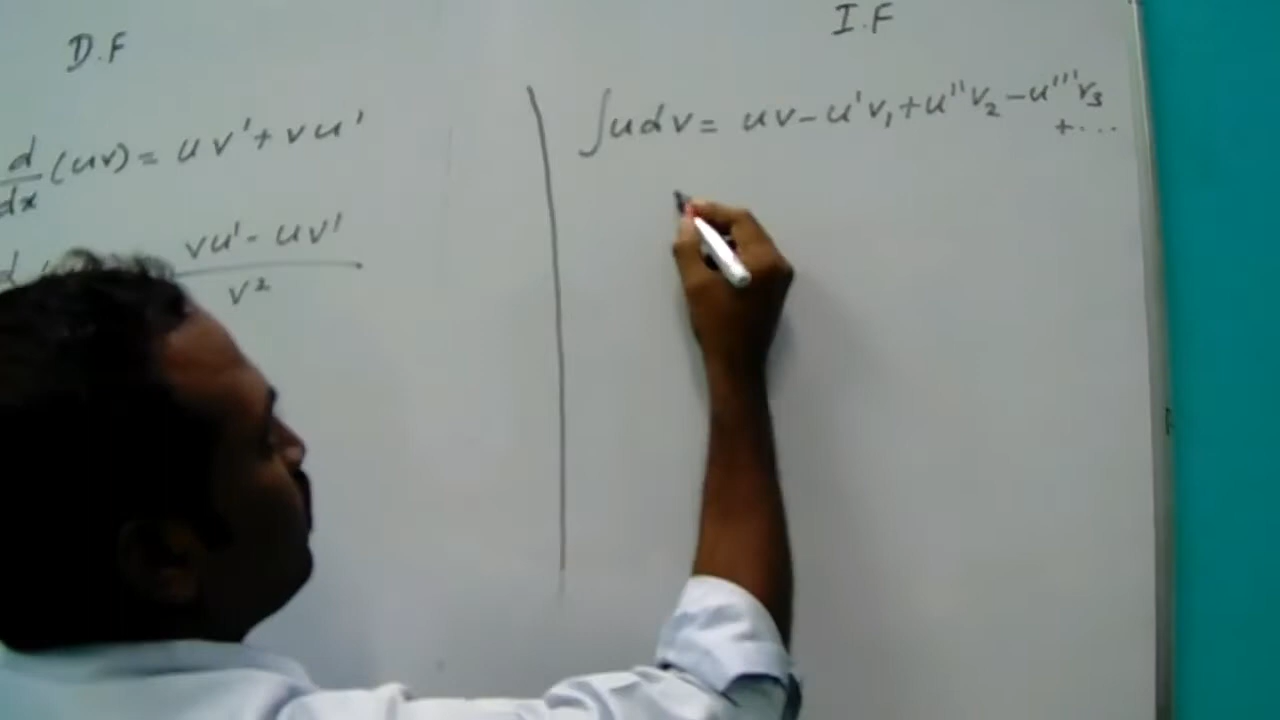 D.F
d/dx (uv) = uv' + vu'
vu' - uv' / v²
I.F
∫udv = uv - u'v₁ + u''v₂ - u'''v₃
+ ...